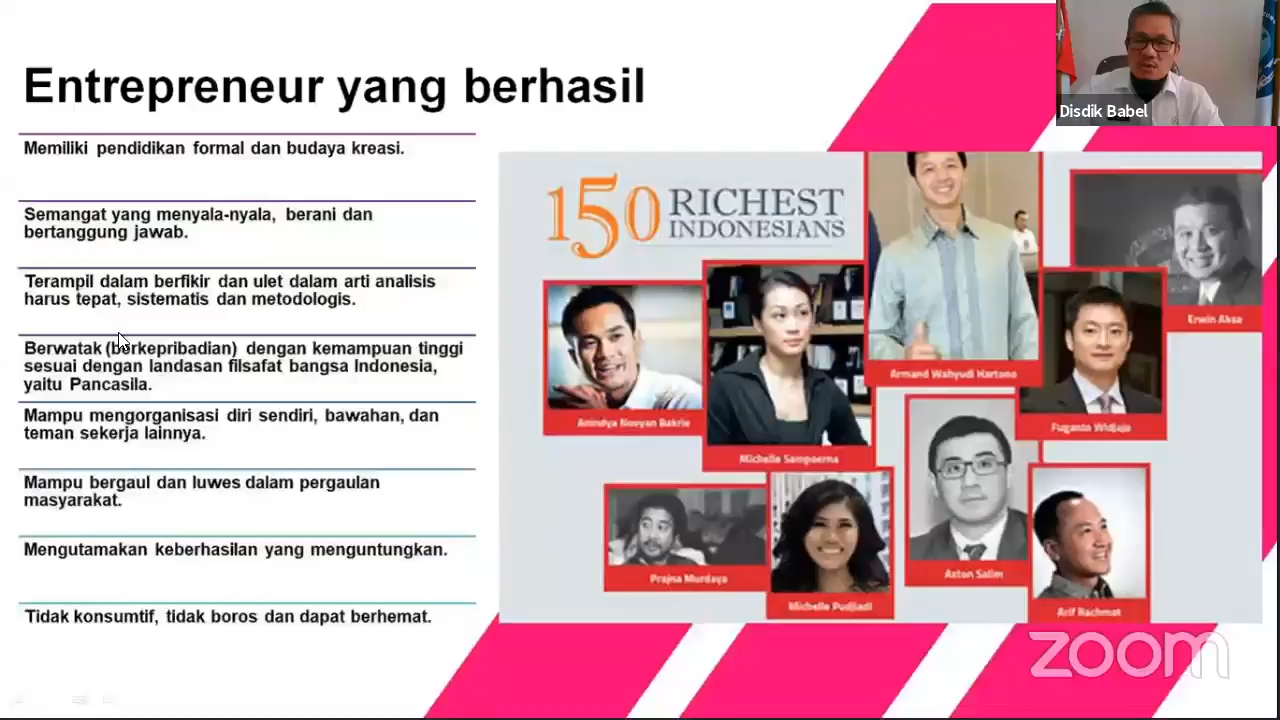 Entrepreneur yang berhasil
Memiliki pendidikan formal dan budaya kreasi.
Semangat yang menyala-nyala, berani dan
bertanggung jawab.
Terampil dalam berfikir dan ulet dalam arti analisis
harus tepat, sistematis dan metodologis.
Berwatak (berkepribadian) dengan kemampuan tinggi
sesuai dengan landasan filsafat bangsa Indonesia,
yaitu Pancasila.
Mampu mengorganisasi diri sendiri, bawahan, dan
teman sekerja lainnya.
Mampu bergaul dan luwes dalam pergaulan
masyarakat.
Mengutamakan keberhasilan yang menguntungkan.
Tidak konsumtif, tidak boros dan dapat berhemat.
150 RICHEST
INDONESIANS
Anindya Novyan Bakrie
Michelle Sampoerna
Armand Wahyudi Hartono
Erwin Aksa
Fuganto Widjaja
Prajna Murdaya
Michelle Pudjiadi
Axton Salim
Arif Rachmat
Disdik Babel
zoom